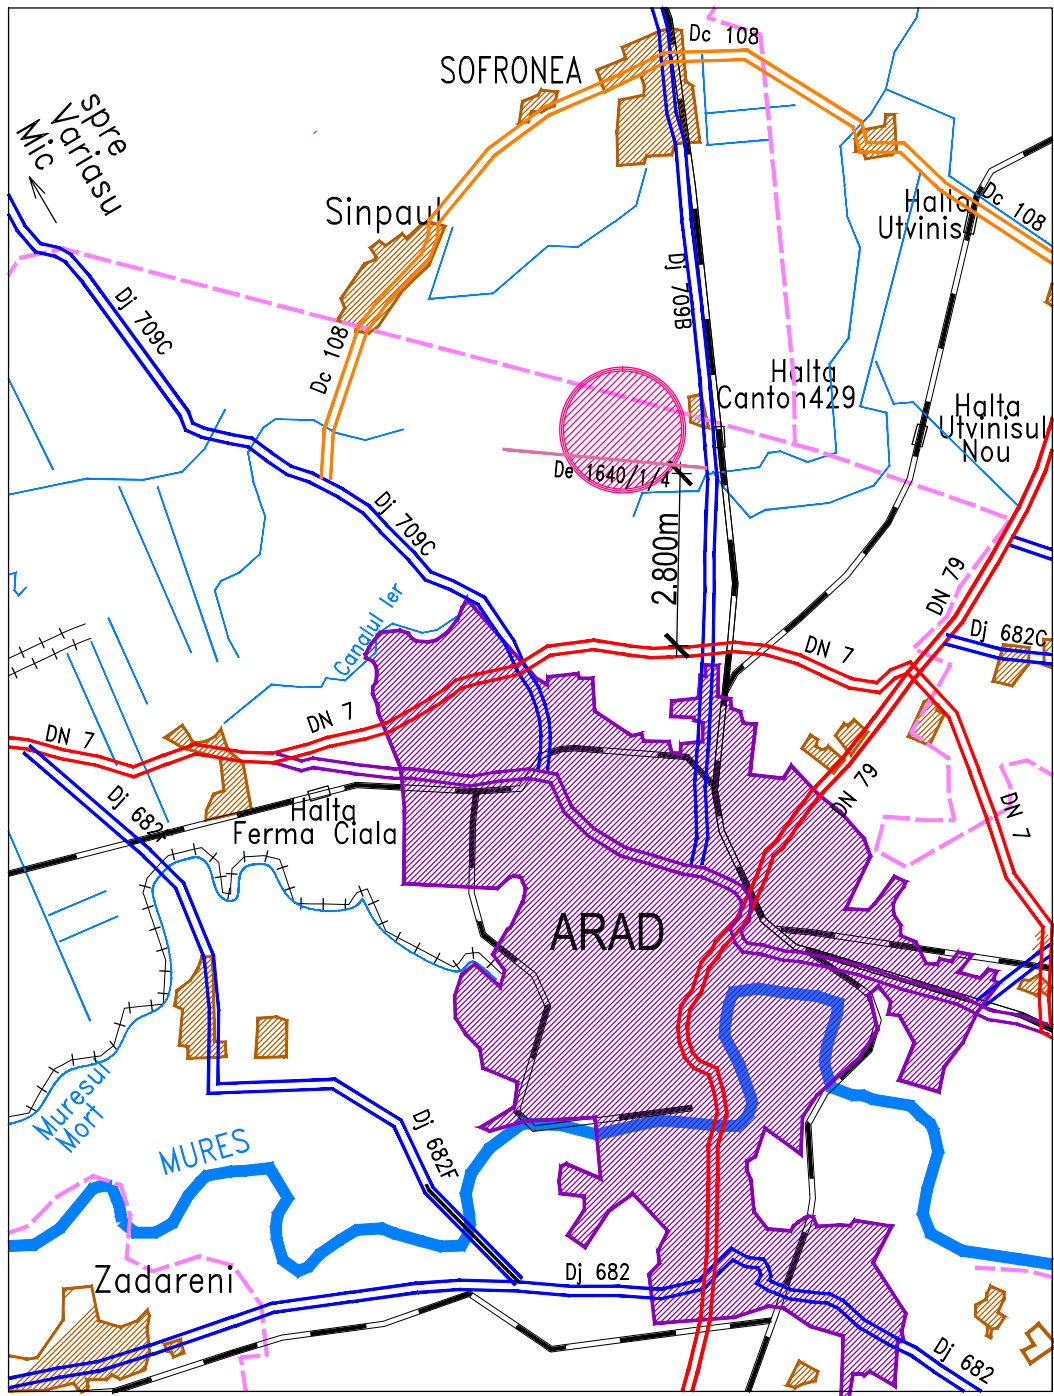 Dc 108
SOFRONEA
spre
Variasu
Mic
Sinpaul
Halta
Utvinis
Dc 108
Dj 709B
Dj 709C
Dc 108
Halta
Canton429
Halta
Utvinisul
Nou
De 1640/1/4
Dj 709C
2.800m
DN 79
Canalul Ier
Dj 682C
DN 7
DN 7
DN 7
DN 79
DN 7
Dj 682F
Halta
Ferma Ciala
ARAD
Muresul
Mort
MURES
Dj 682F
Zadareni
Dj 682
Dj 682